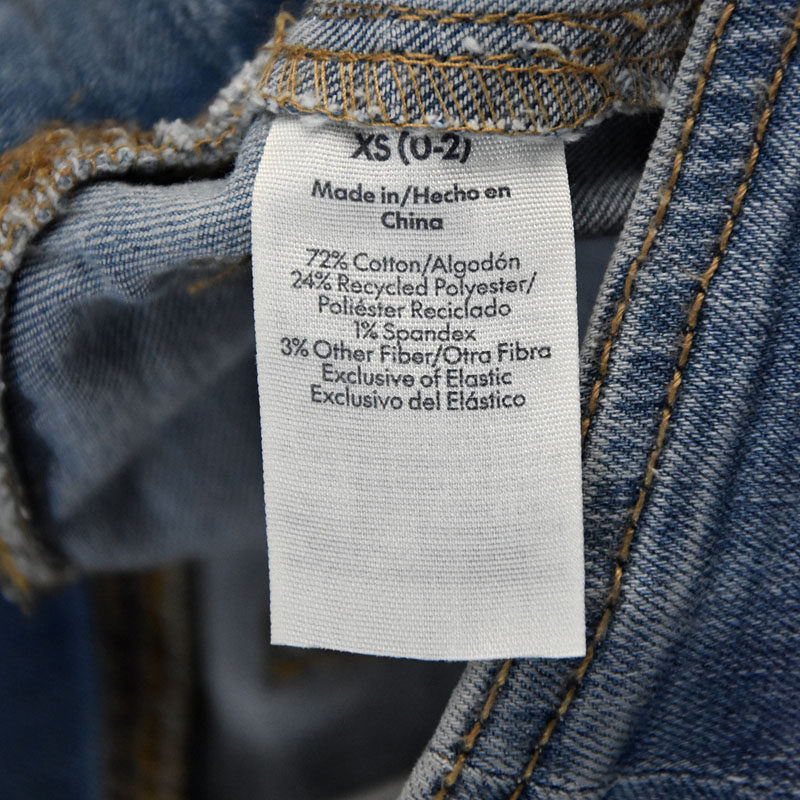 XS (0-2)
Made in/Hecho en
China
72% Cotton/Algodón
24% Recycled Polyester/
Poliéster Reciclado
1% Spandex
3% Other Fiber/Otra Fibra
Exclusive of Elastic
Exclusivo del Elástico